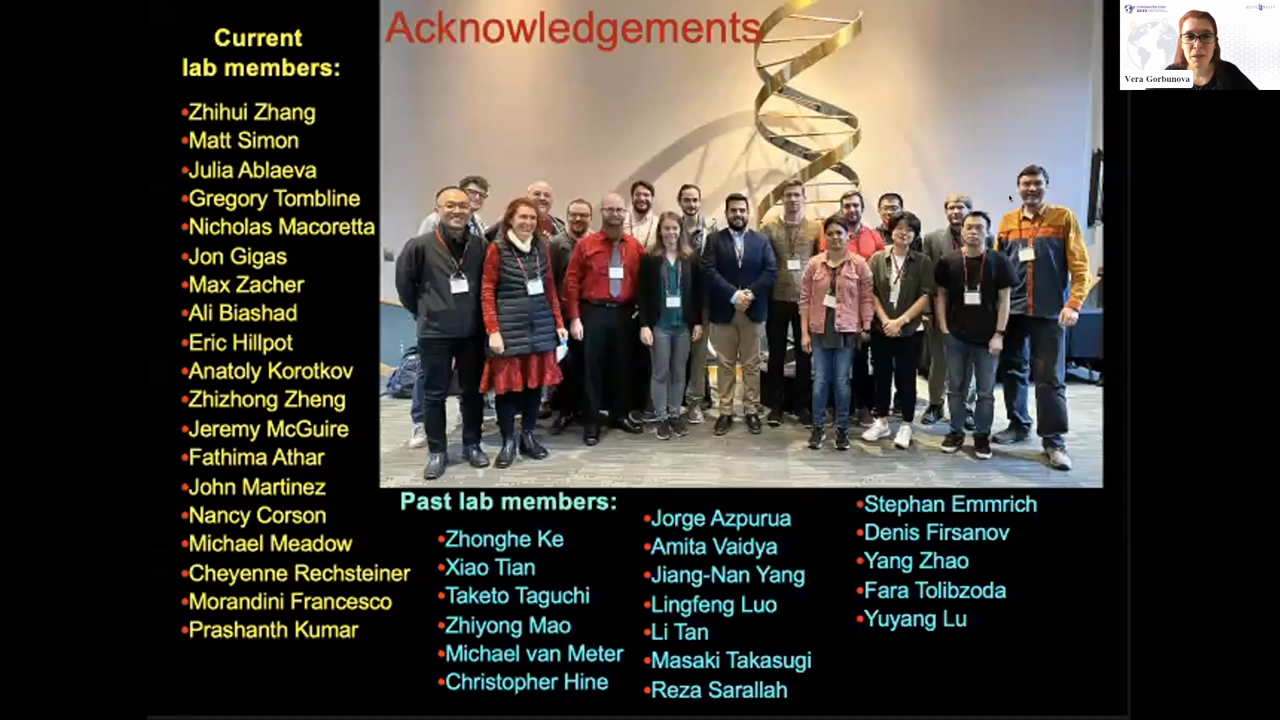 Acknowledgements
Current
lab members:
•Zhihui Zhang
•Matt Simon
•Julia Ablaeva
•Gregory Tombline
•Nicholas Macoretta
•Jon Gigas
•Max Zacher
•Ali Biashad
•Eric Hillpot
•Anatoly Korotkov
•Zhizhong Zheng
•Jeremy McGuire
•Fathima Athar
•John Martinez
•Nancy Corson
•Michael Meadow
•Cheyenne Rechsteiner
•Morandini Francesco
•Prashanth Kumar
Past lab members:
•Zhonghe Ke
•Xiao Tian
•Taketo Taguchi
•Zhiyong Mao
•Michael van Meter
•Christopher Hine
•Jorge Azpurua
•Amita Vaidya
•Jiang-Nan Yang
•Lingfeng Luo
•Li Tan
•Masaki Takasugi
•Reza Sarallah
•Stephan Emmrich
•Denis Firsanov
•Yang Zhao
•Fara Tolibzoda
•Yuyang Lu
Vera Gorbunova